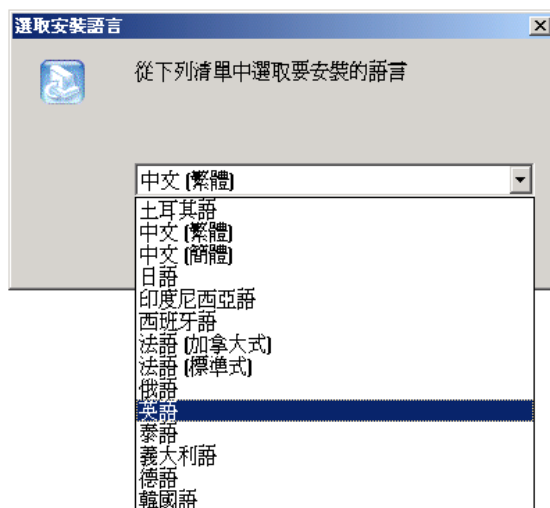 選取安裝語言
從下列清單中選取要安裝的語言
中文 (繁體)
土耳其語
中文 (繁體)
中文 (簡體)
日語
印度尼西亞語
西班牙語
法語 (加拿大式)
法語 (標準式)
俄語
英語
泰語
義大利語
德語
韓國語